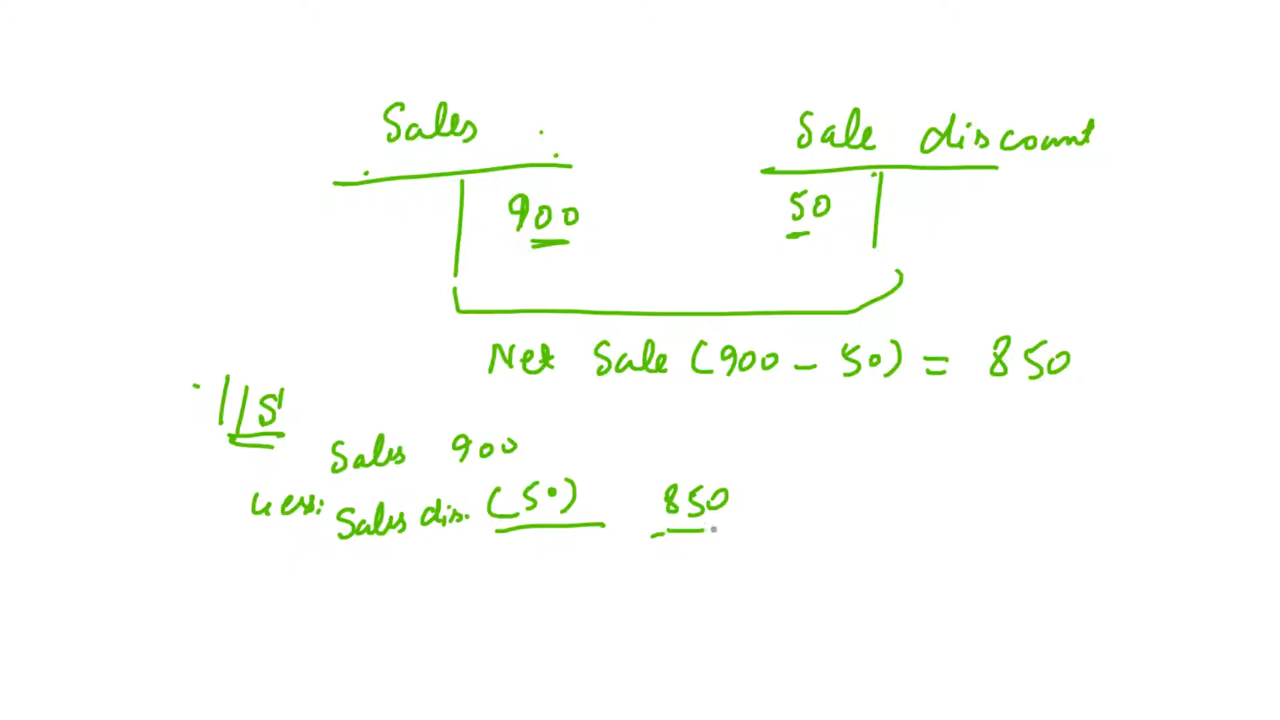 Sales
Sale discount
900
50
Net Sale (900 - 50) = 850
I/S
Sales 900
Less: Sales dis. (50) 850